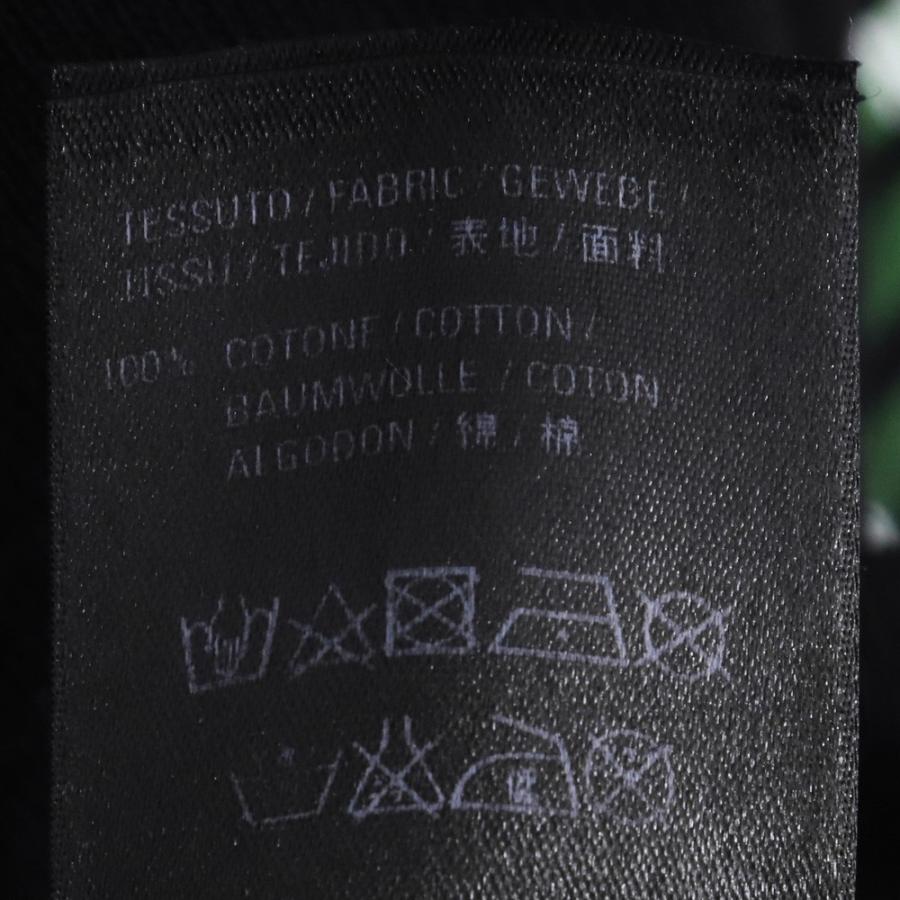 TESSUTO / FABRIC / GEWEBE /
TISSU / TEJIDO / 表地 / 面料
100% COTONE / COTTON /
BAUMWOLLE / COTON /
ALGODON / 綿 / 棉